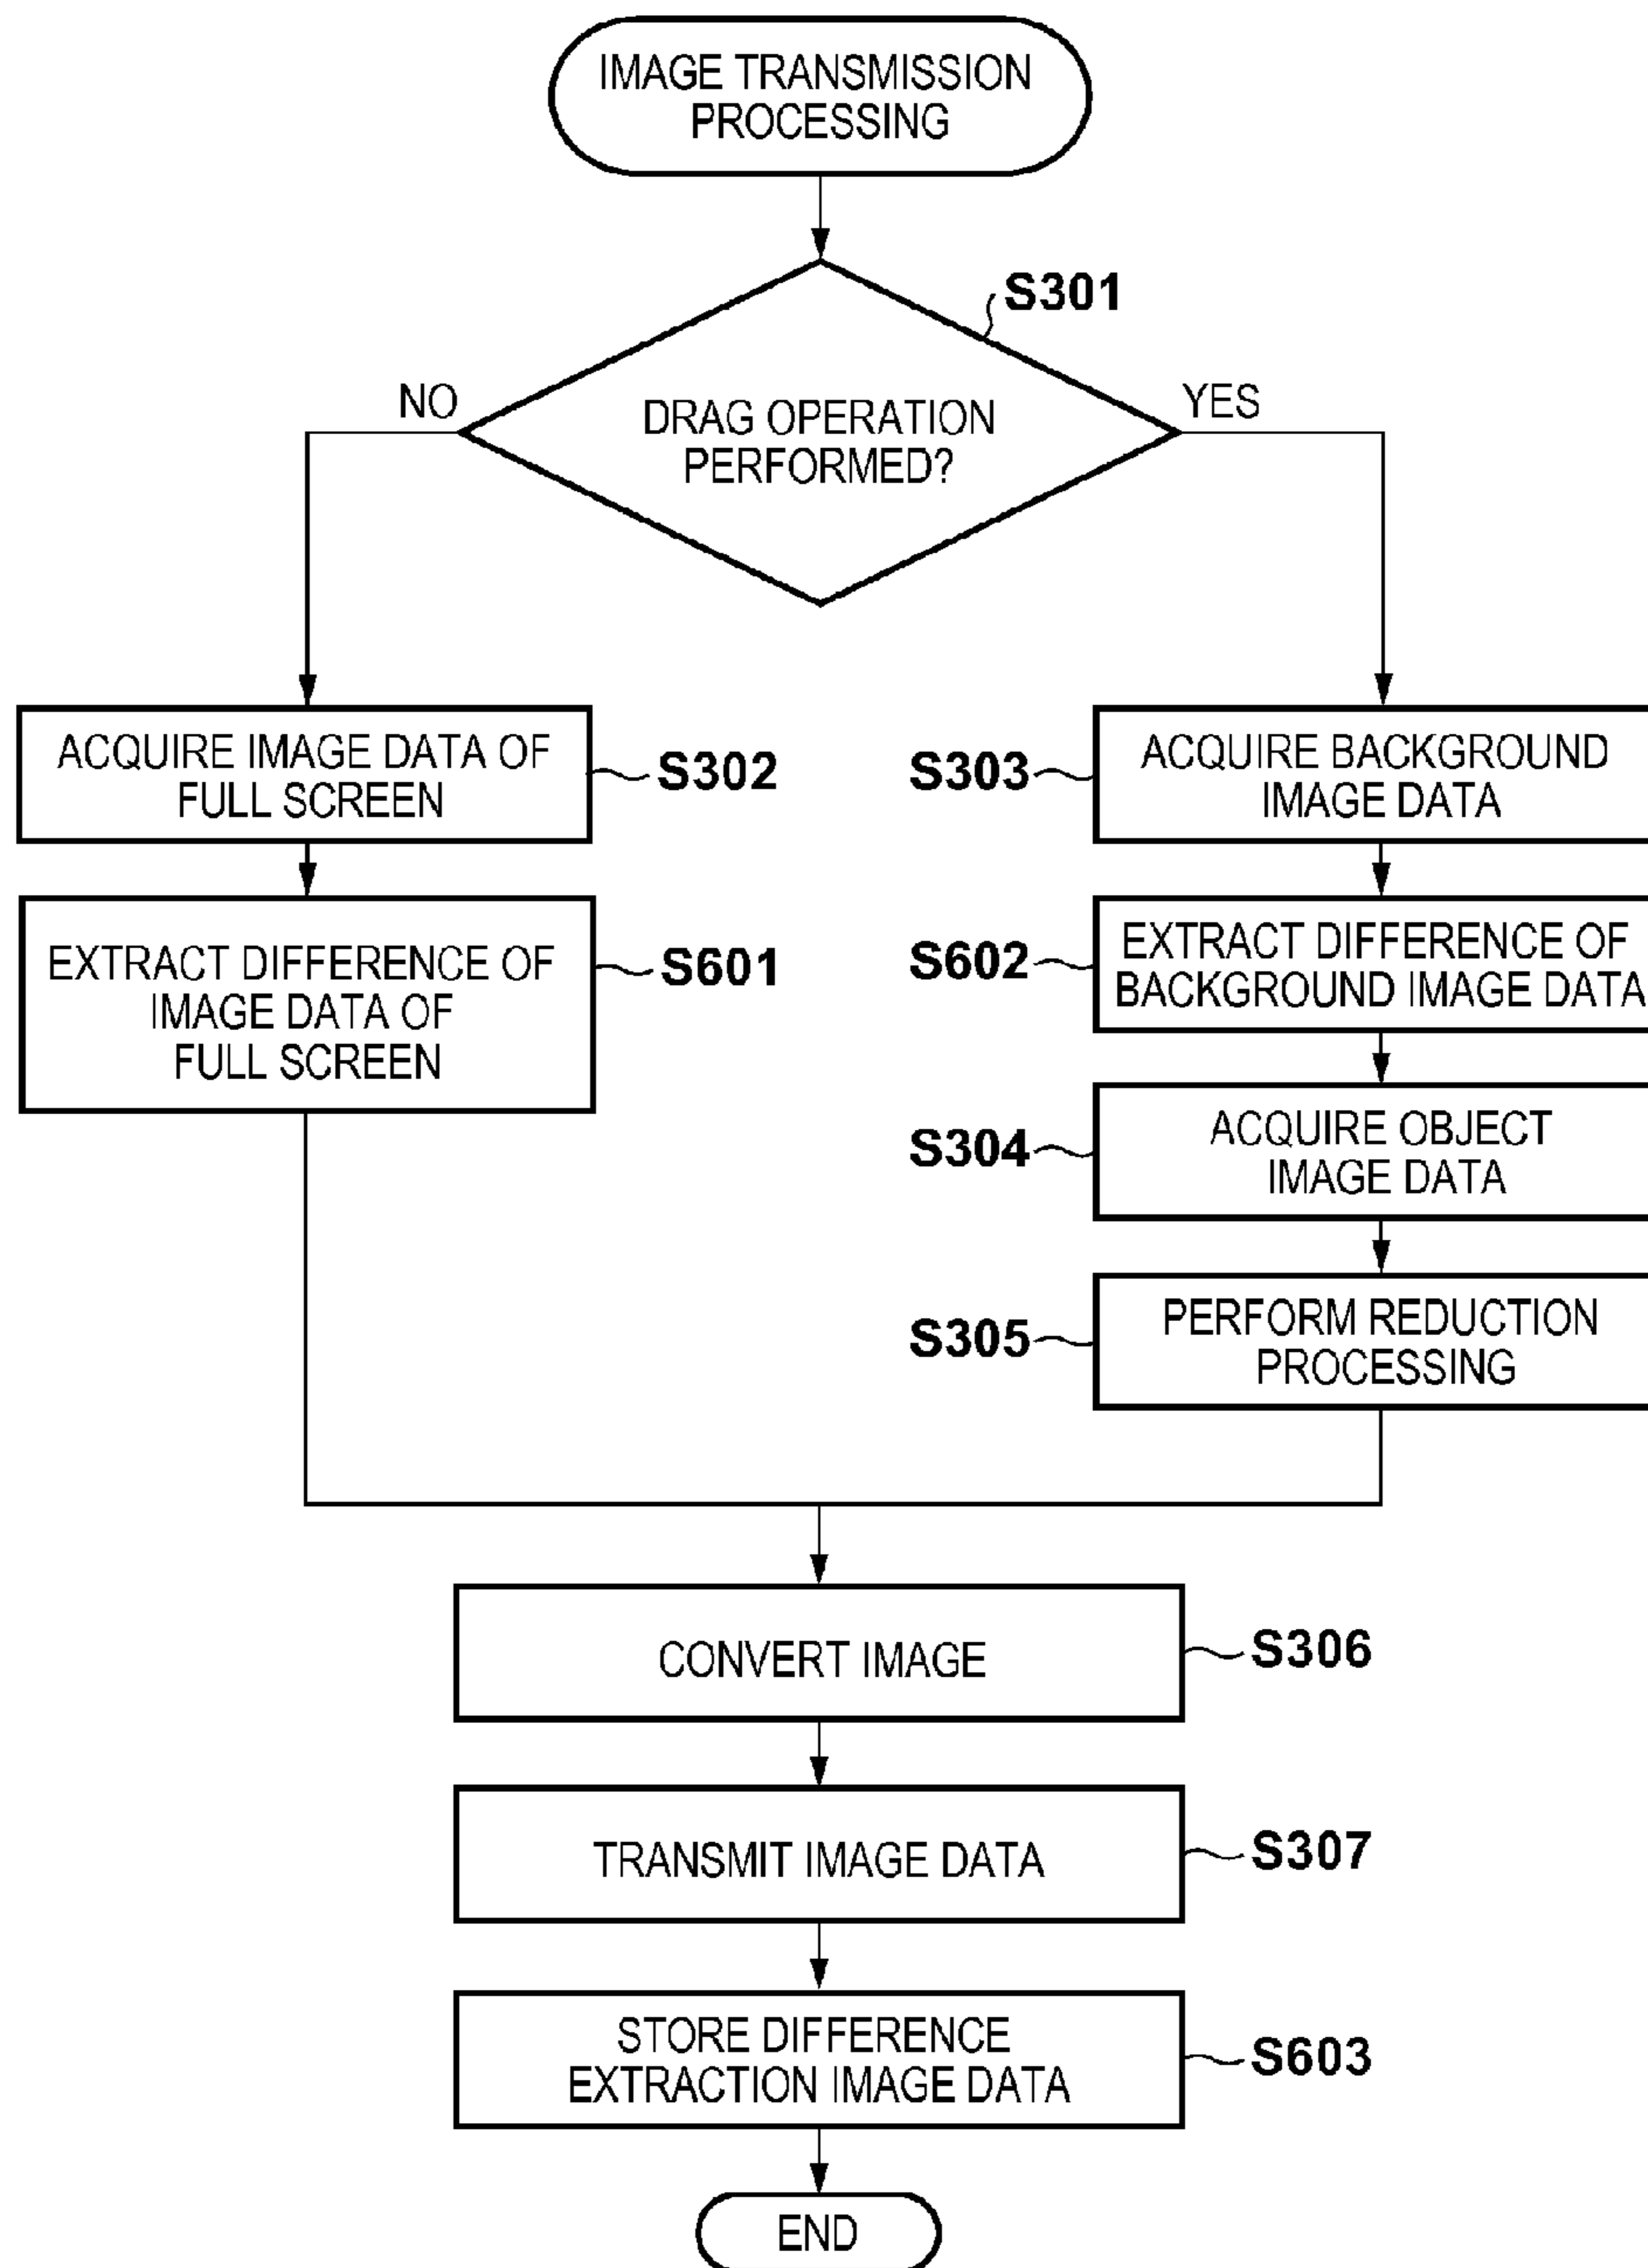 IMAGE TRANSMISSION
PROCESSING
S301
NO
YES
DRAG OPERATION
PERFORMED?
ACQUIRE IMAGE DATA OF
FULL SCREEN
S302
S303
ACQUIRE BACKGROUND
IMAGE DATA
EXTRACT DIFFERENCE OF
IMAGE DATA OF
FULL SCREEN
S601
S602
EXTRACT DIFFERENCE OF
BACKGROUND IMAGE DATA
S304
ACQUIRE OBJECT
IMAGE DATA
S305
PERFORM REDUCTION
PROCESSING
CONVERT IMAGE
S306
TRANSMIT IMAGE DATA
S307
STORE DIFFERENCE
EXTRACTION IMAGE DATA
S603
END